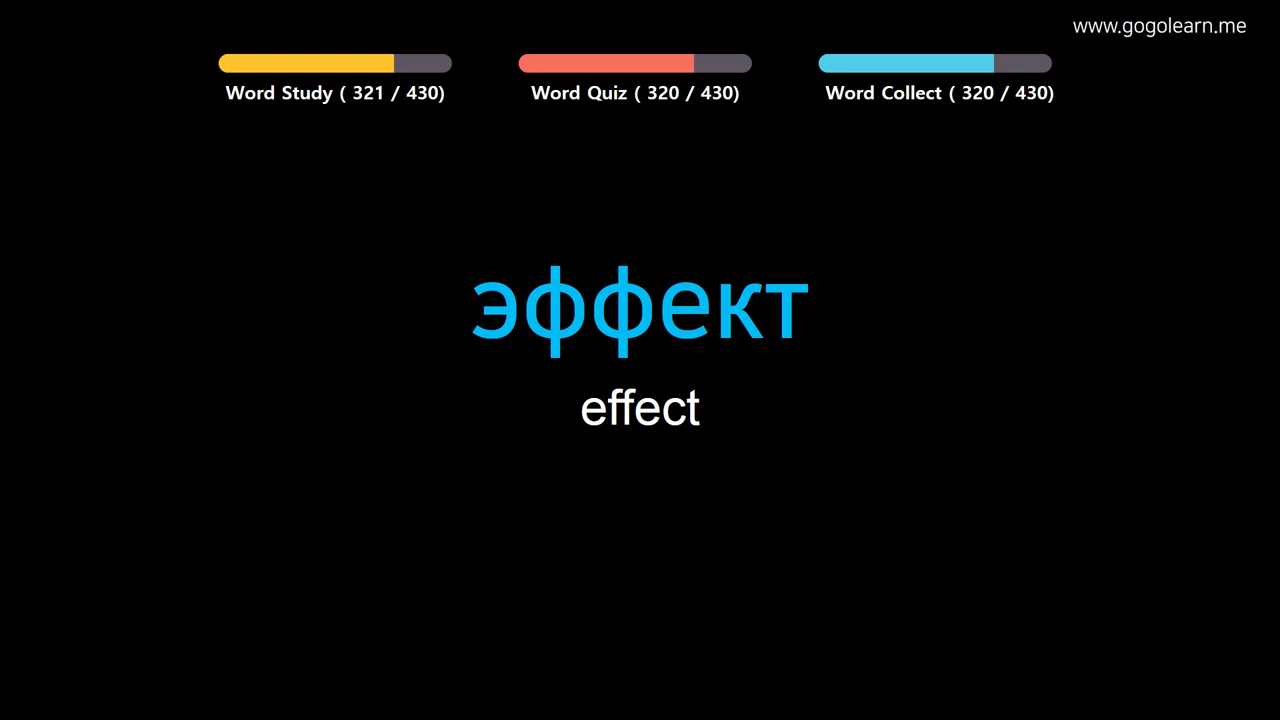 www.gogolearn.me
Word Study ( 321 / 430) Word Quiz ( 320 / 430) Word Collect ( 320 / 430)
эффект
effect